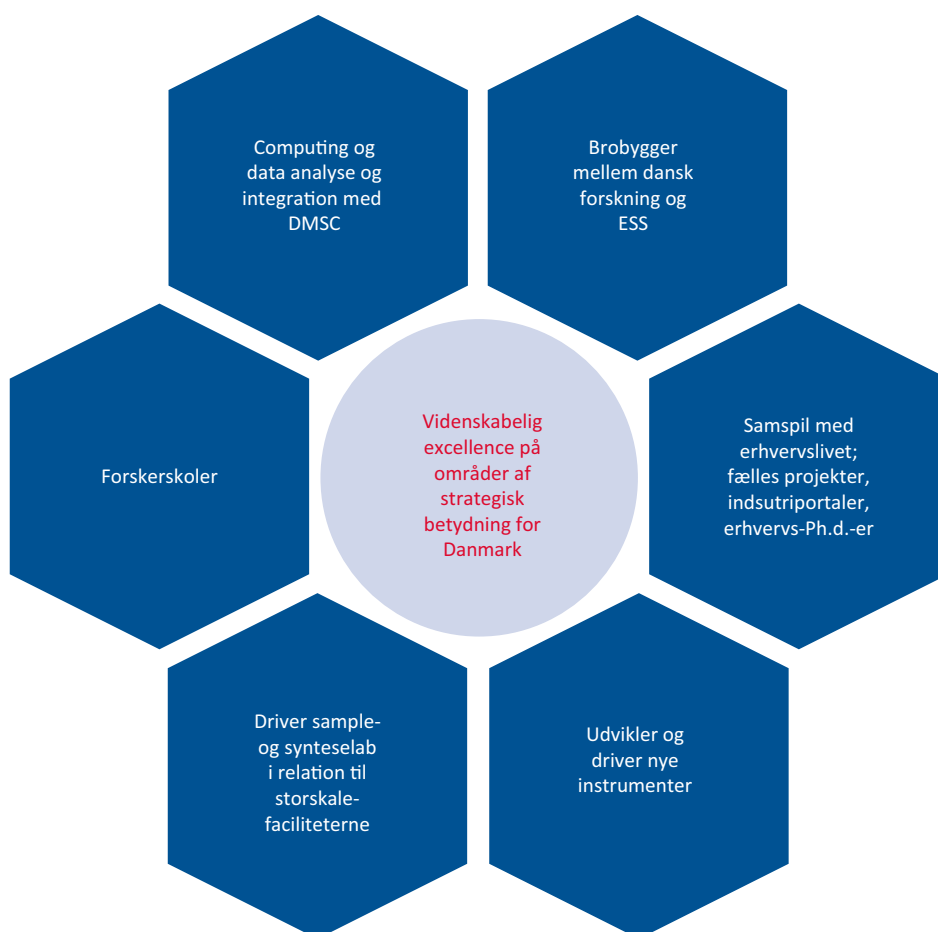 Computing og
data analyse og
integration med
DMSC
Brobygger
mellem dansk
forskning og
ESS
Forskerskoler
Videnskabelig
excellence på
områder af
strategisk
betydning for
Danmark
Samspil med
erhvervslivet;
fælles projekter,
indsutriportaler,
erhvervs-Ph.d.-er
Driver sample-
og synteselab
i relation til
storskale-
faciliteterne
Udvikler og
driver nye
instrumenter